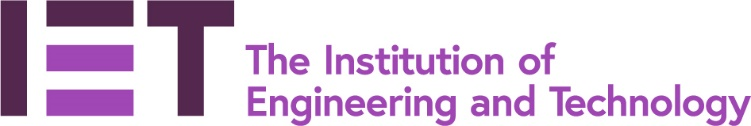 IET
The Institution of
Engineering and Technology